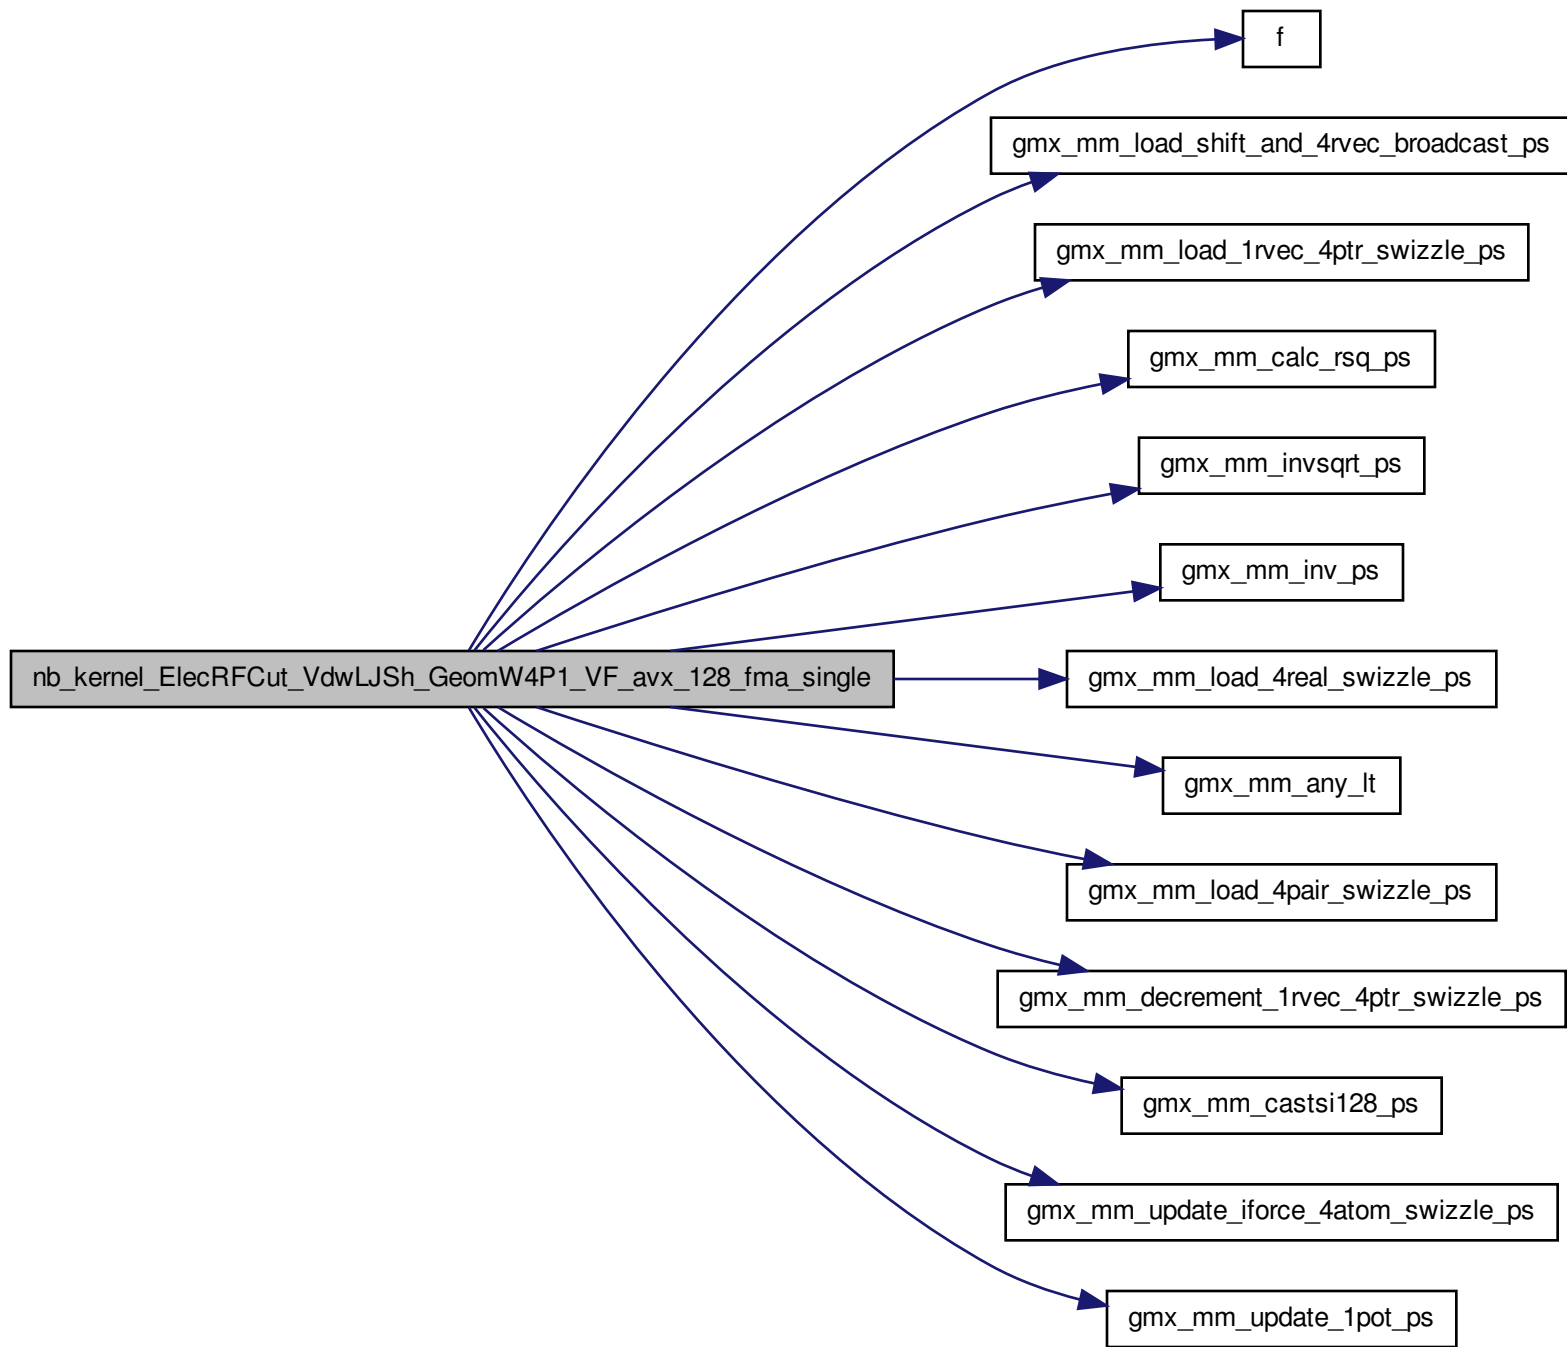 f
gmx_mm_load_shift_and_4rvec_broadcast_ps
gmx_mm_load_1rvec_4ptr_swizzle_ps
gmx_mm_calc_rsq_ps
gmx_mm_invsqrt_ps
gmx_mm_inv_ps
nb_kernel_ElecRFCut_VdwLJSh_GeomW4P1_VF_avx_128_fma_single
gmx_mm_load_4real_swizzle_ps
gmx_mm_any_lt
gmx_mm_load_4pair_swizzle_ps
gmx_mm_decrement_1rvec_4ptr_swizzle_ps
gmx_mm_castsi128_ps
gmx_mm_update_iforce_4atom_swizzle_ps
gmx_mm_update_1pot_ps